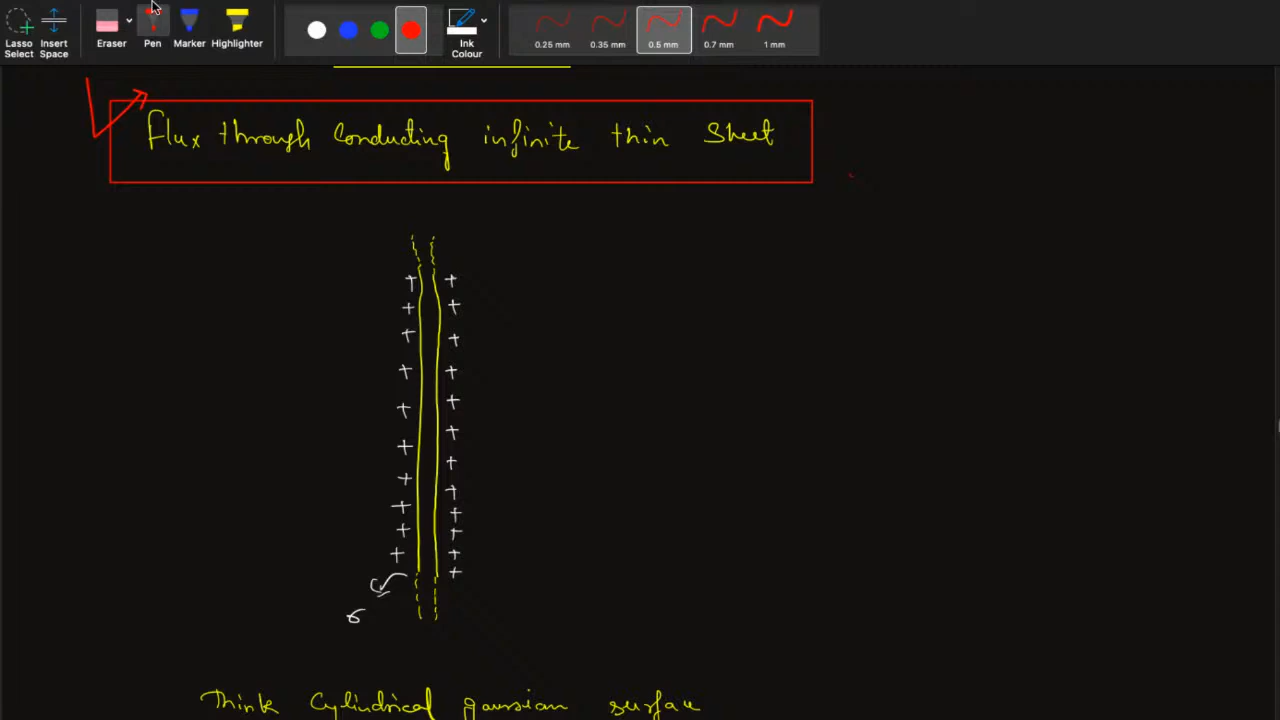 Lasso Select
Insert Space
Eraser
Pen
Marker
Highlighter
Ink Colour
0.25 mm
0.35 mm
0.5 mm
0.7 mm
1 mm
Flux through Conducting infinite thin Sheet
+ +
+ +
+ +
+ +
+ +
+ +
+ +
+ +
+ +
+ +
+
+
σ
Think Cylindrical gaussian surface